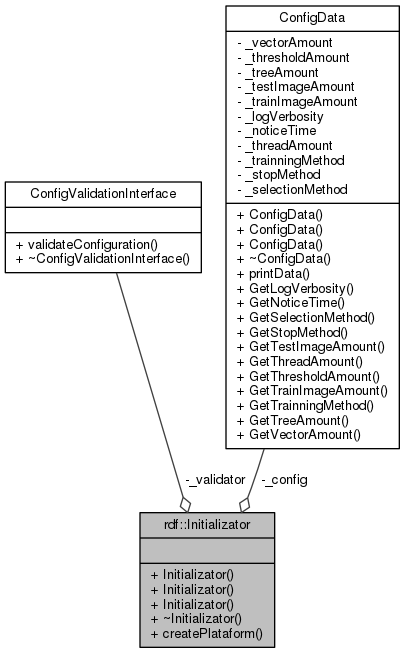 ConfigData
- _vectorAmount
- _thresholdAmount
- _treeAmount
- _testImageAmount
- _trainImageAmount
- _logVerbosity
- _noticeTime
- _threadAmount
- _trainningMethod
- _stopMethod
- _selectionMethod
+ ConfigData()
+ ConfigData()
+ ConfigData()
+ ~ConfigData()
+ printData()
+ GetLogVerbosity()
+ GetNoticeTime()
+ GetSelectionMethod()
+ GetStopMethod()
+ GetTestImageAmount()
+ GetThreadAmount()
+ GetThresholdAmount()
+ GetTrainImageAmount()
+ GetTrainningMethod()
+ GetTreeAmount()
+ GetVectorAmount()
ConfigValidationInterface
+ validateConfiguration()
+ ~ConfigValidationInterface()
-_validator
-_config
rdf::Initializator
+ Initializator()
+ Initializator()
+ Initializator()
+ ~Initializator()
+ createPlataform()